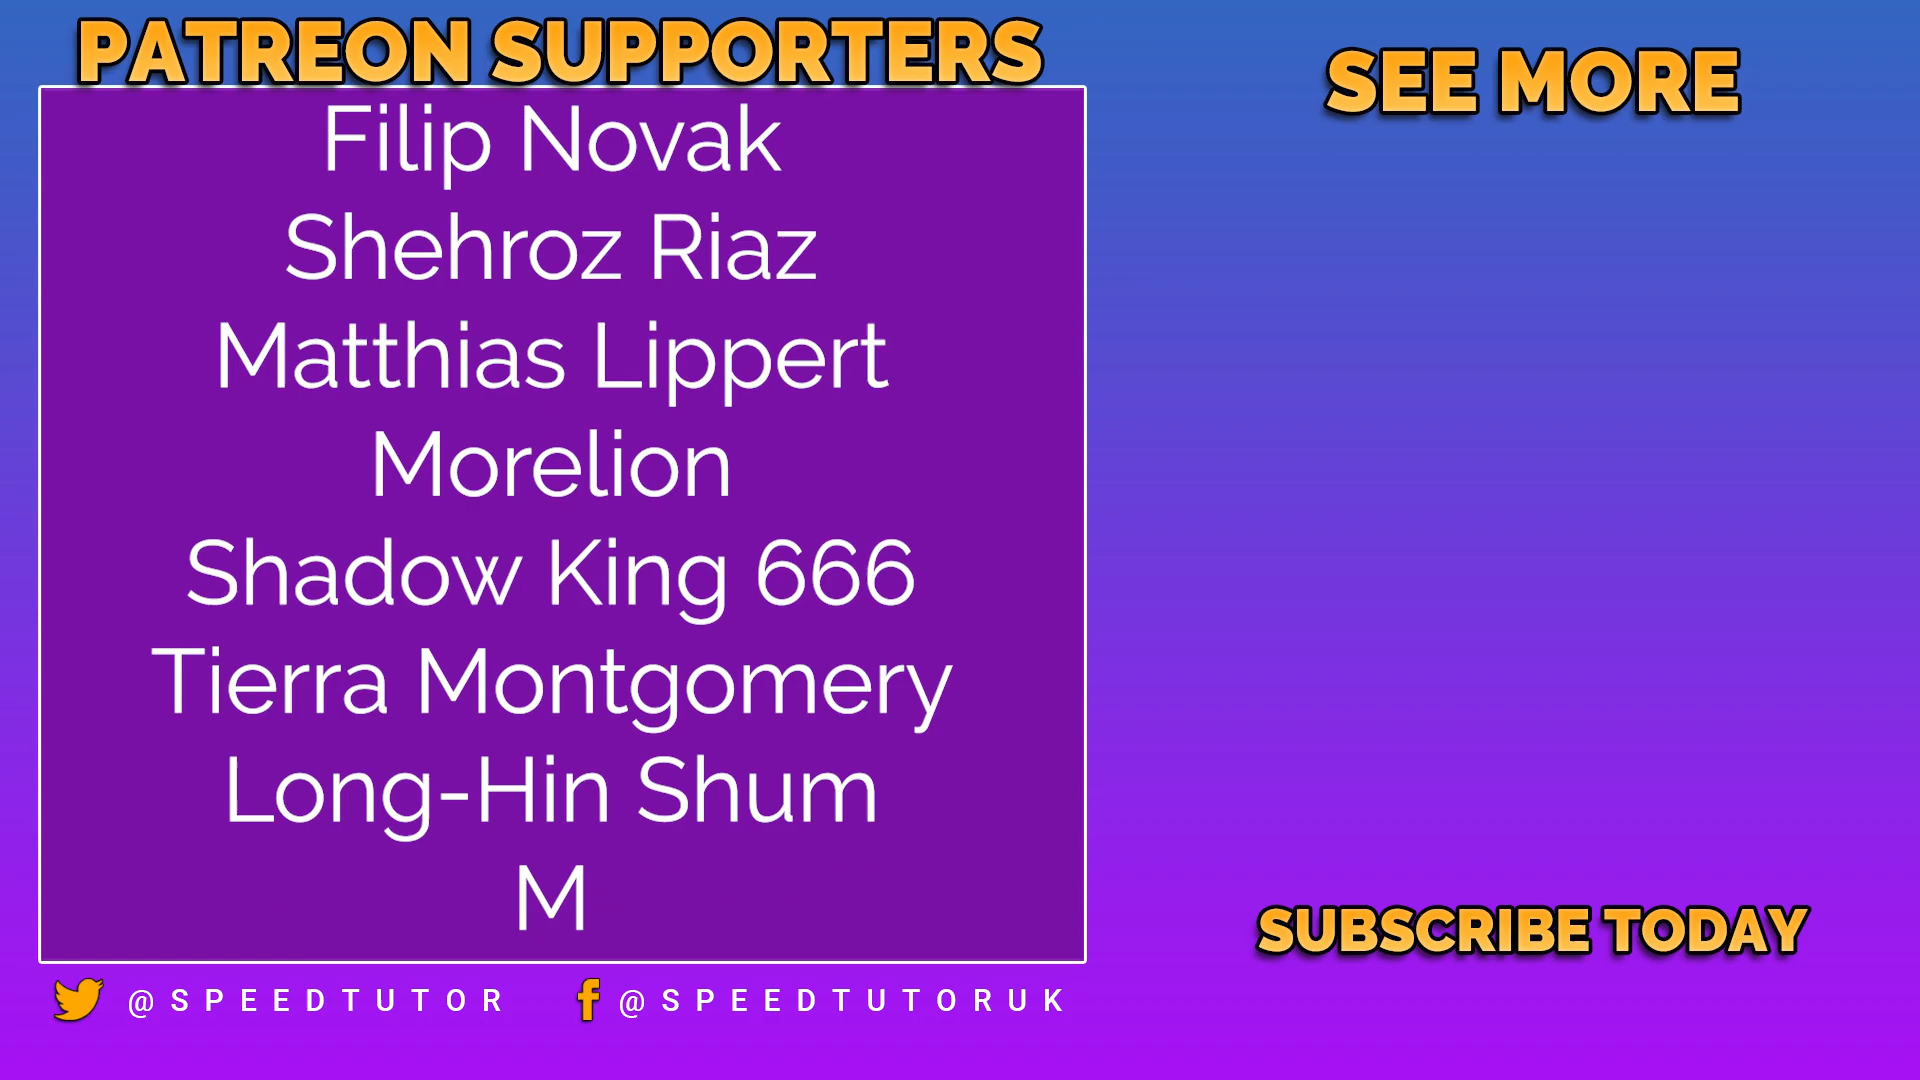 PATREON SUPPORTERS
Filip Novak
Shehroz Riaz
Matthias Lippert
Morelion
Shadow King 666
Tierra Montgomery
Long-Hin Shum
M
@SPEEDTUTOR
@SPEEDTUTORUK
SEE MORE
SUBSCRIBE TODAY